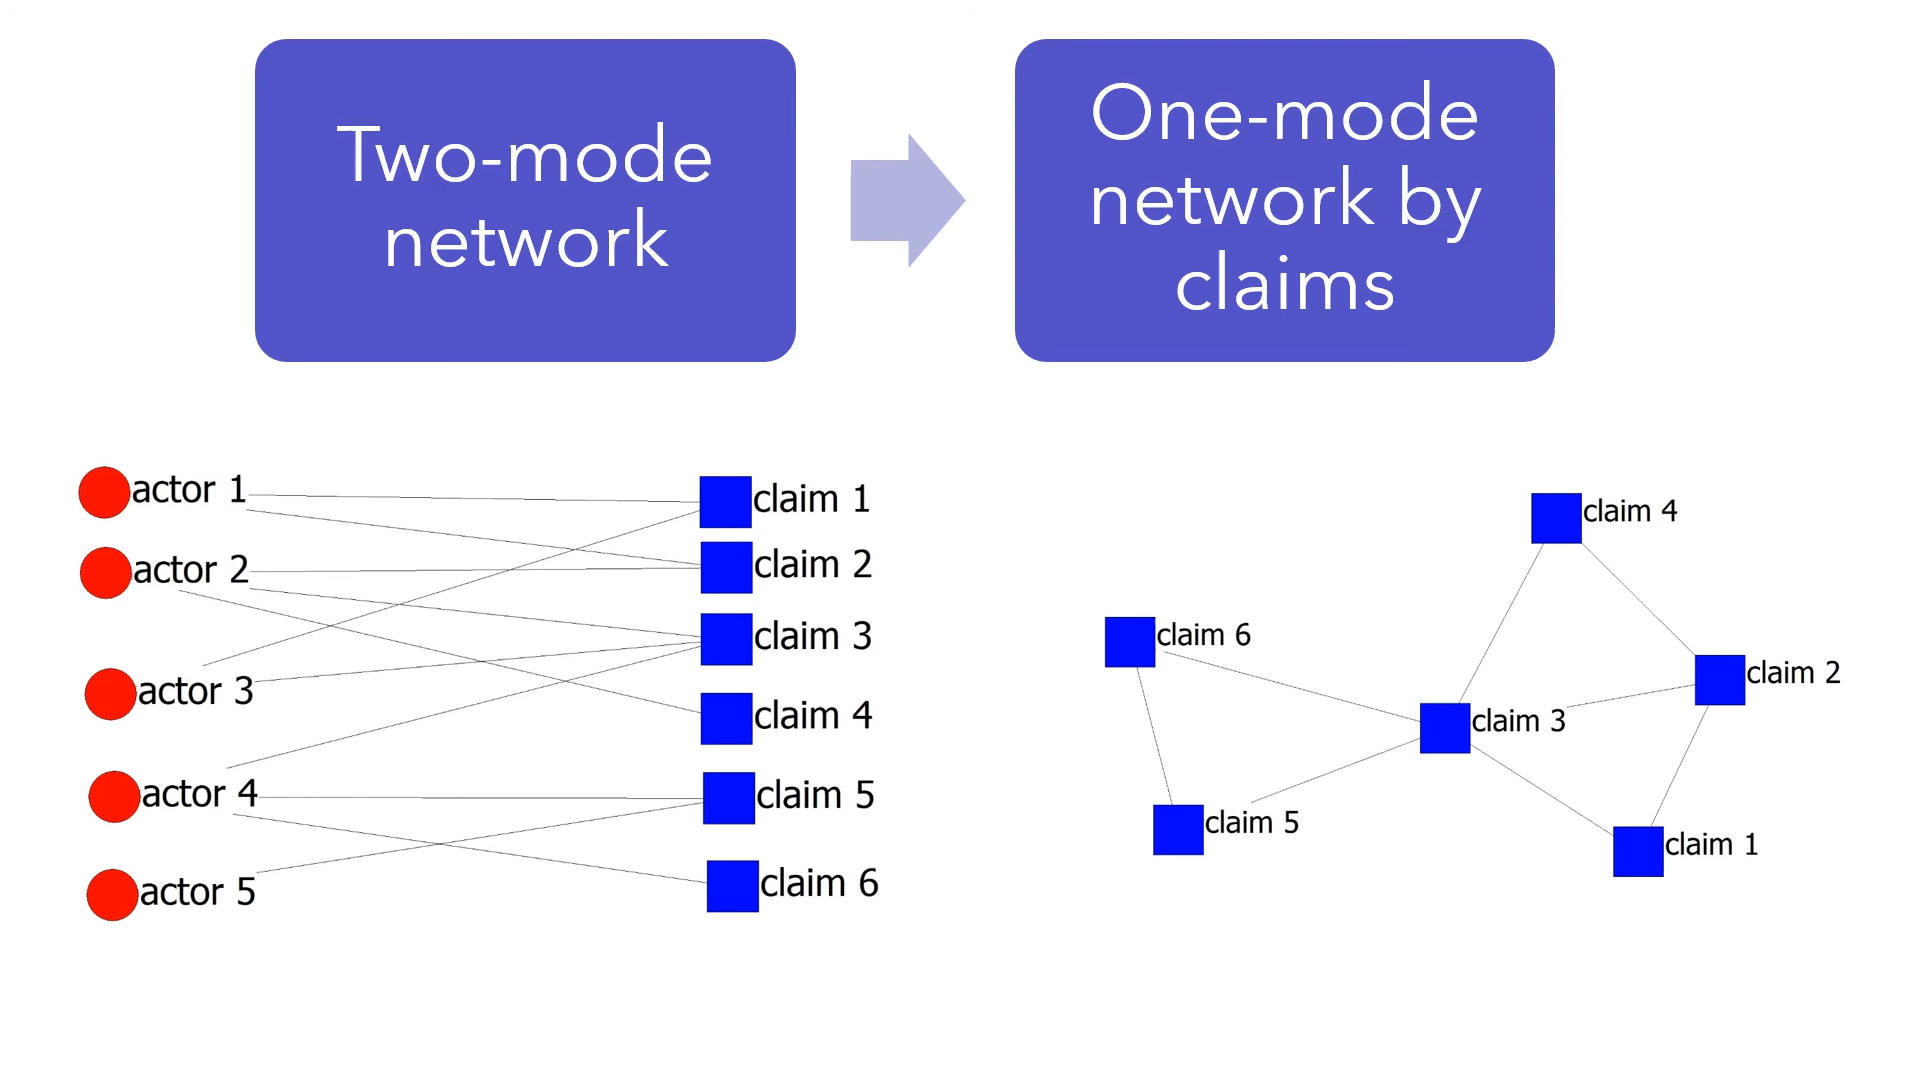 Two-mode
network
One-mode
network by
claims
actor 1
actor 2
actor 3
actor 4
actor 5
claim 1
claim 2
claim 3
claim 4
claim 5
claim 6
claim 4
claim 6
claim 2
claim 3
claim 5
claim 1